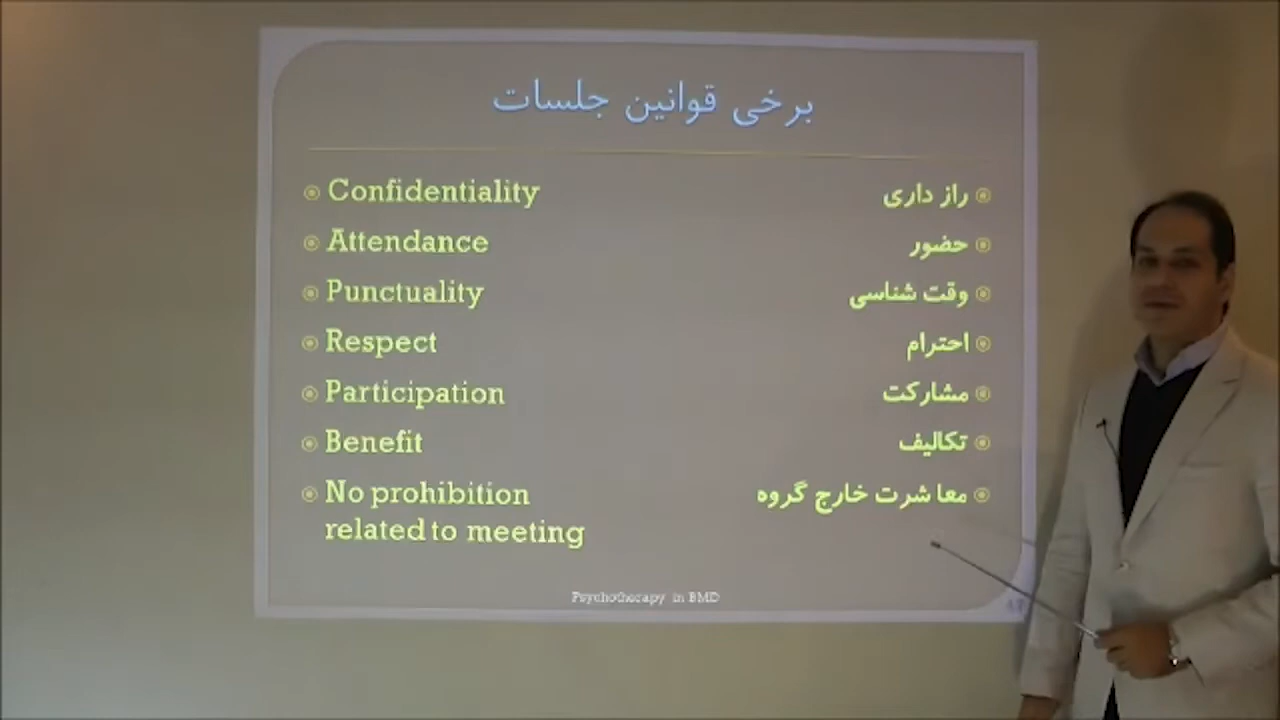 برخی قوانین جلسات
Confidentiality
Attendance
Punctuality
Respect
Participation
Benefit
No prohibition
related to meeting
راز داری
حضور
وقت شناسی
احترام
مشارکت
تکالیف
معا شرت خارج گروه
Psychotherapy in BMD